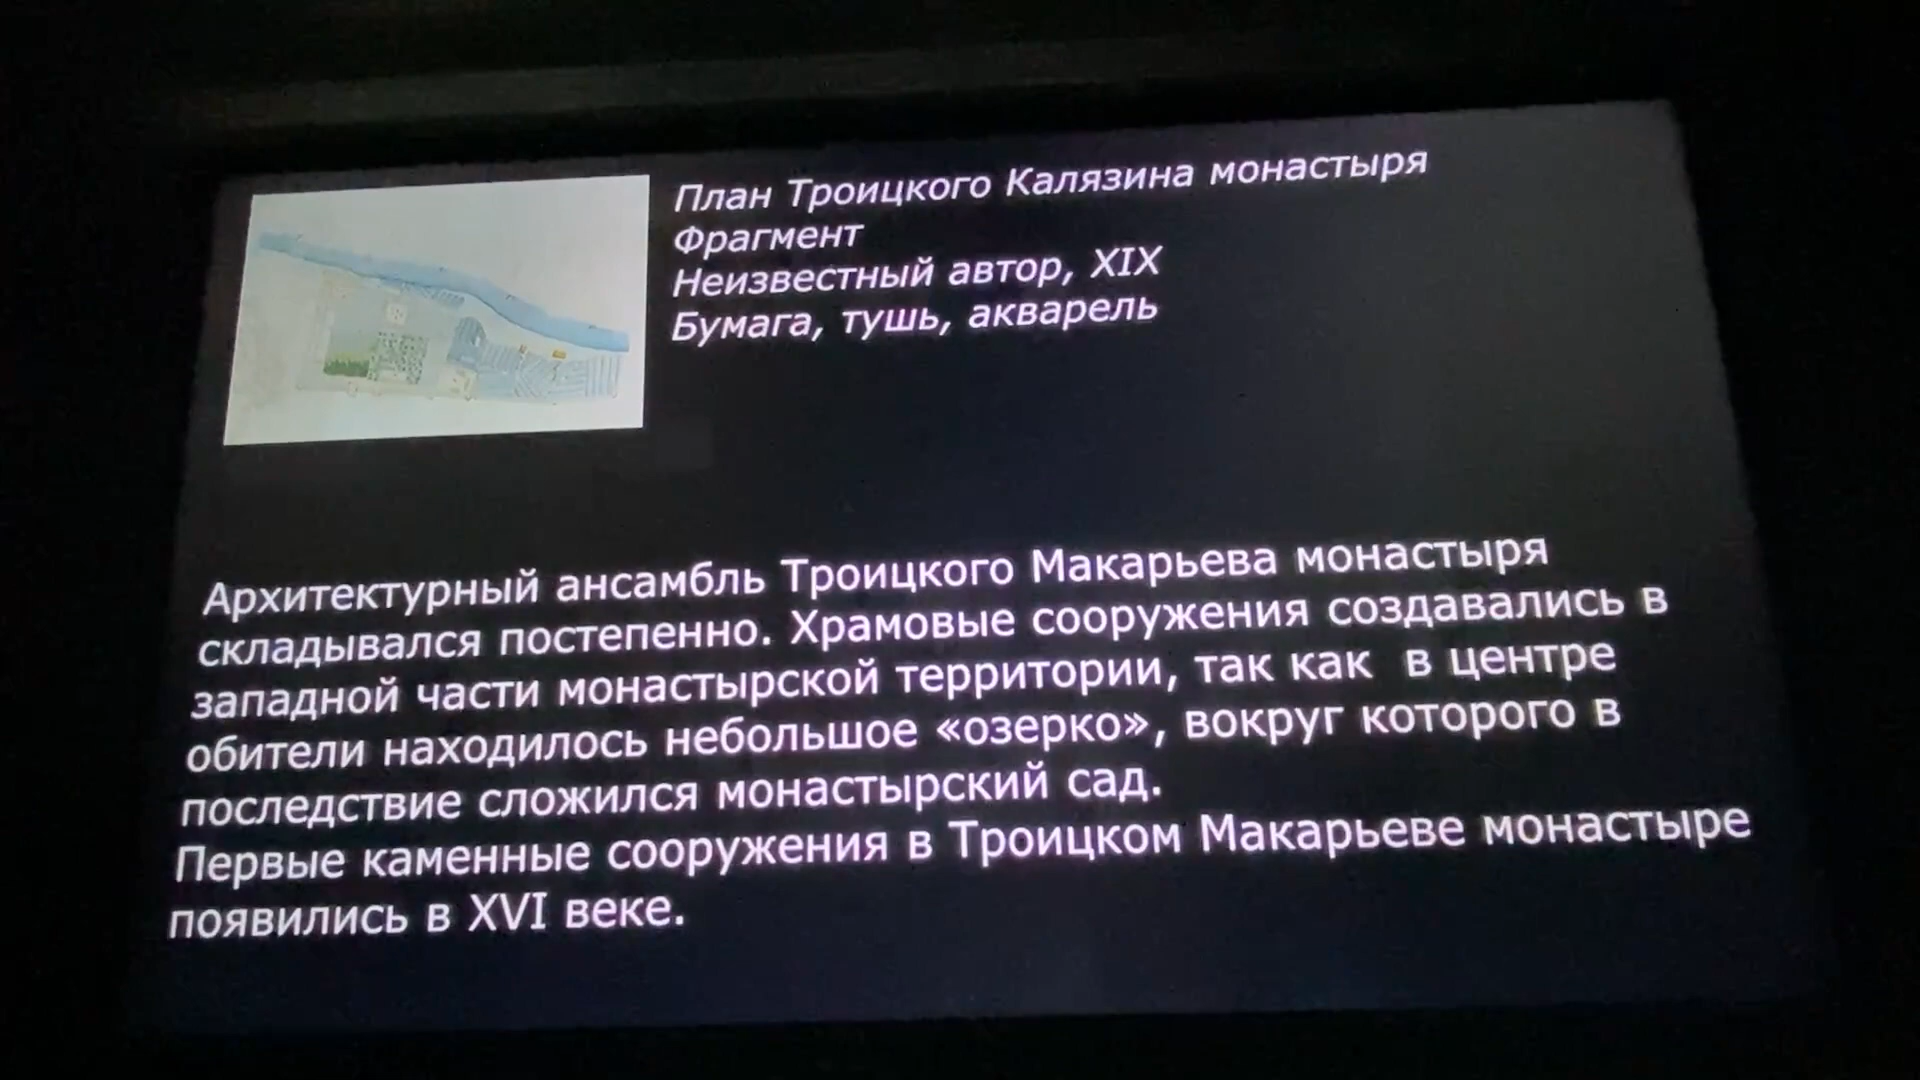 План Троицкого Калязина монастыря
Фрагмент
Неизвестный автор, XIX
Бумага, тушь, акварель
Архитектурный ансамбль Троицкого Макарьева монастыря
складывался постепенно. Храмовые сооружения создавались в
западной части монастырской территории, так как в центре
обители находилось небольшое «озерко», вокруг которого в
последствие сложился монастырский сад.
Первые каменные сооружения в Троицком Макарьеве монастыре
появились в XVI веке.